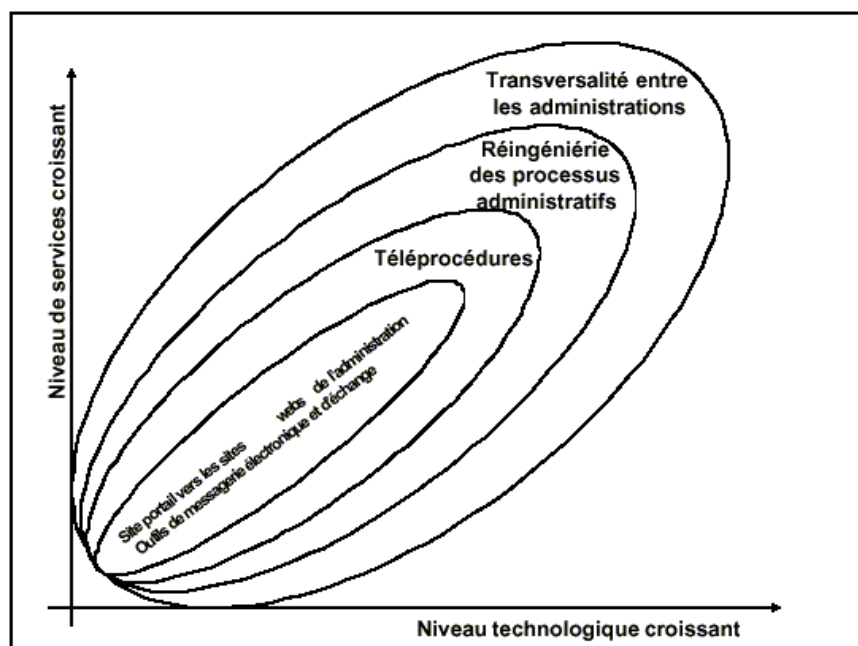 Transversalité entre
les administrations
Réingéniérie
des processus
administratifs
Téléprocédures
Site portail vers les sites webs de l'administration
Outils de messagerie électronique et d'échange
Niveau de services croissant
Niveau technologique croissant